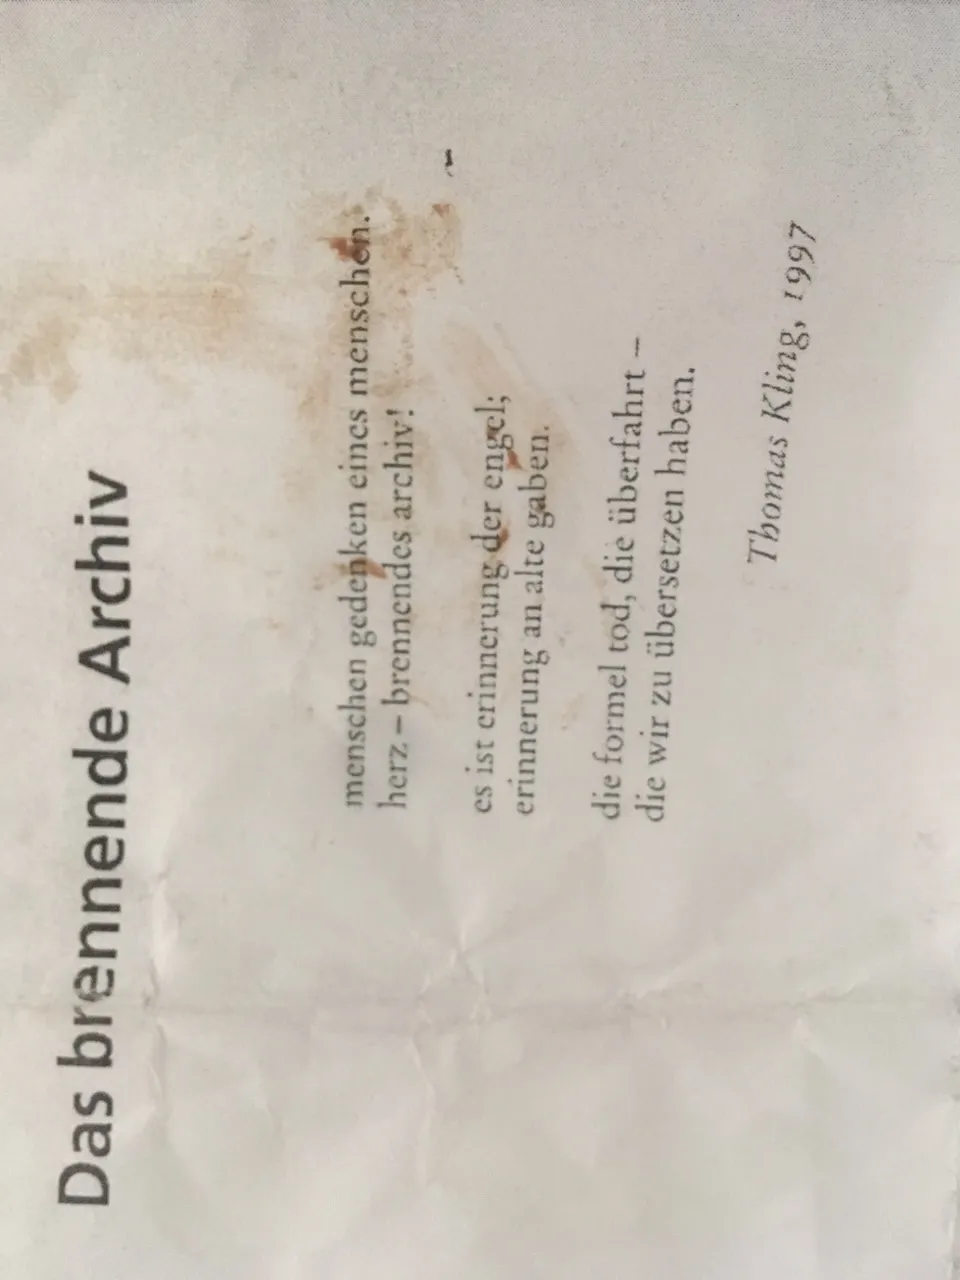 Das brennende Archiv
menschen gedenken eines menschen.
herz – brennendes archiv!
es ist erinnerung der engel;
erinnerung an alte gaben.
die formel tod, die überfahrt –
die wir zu übersetzen haben.
Thomas Kling, 1997